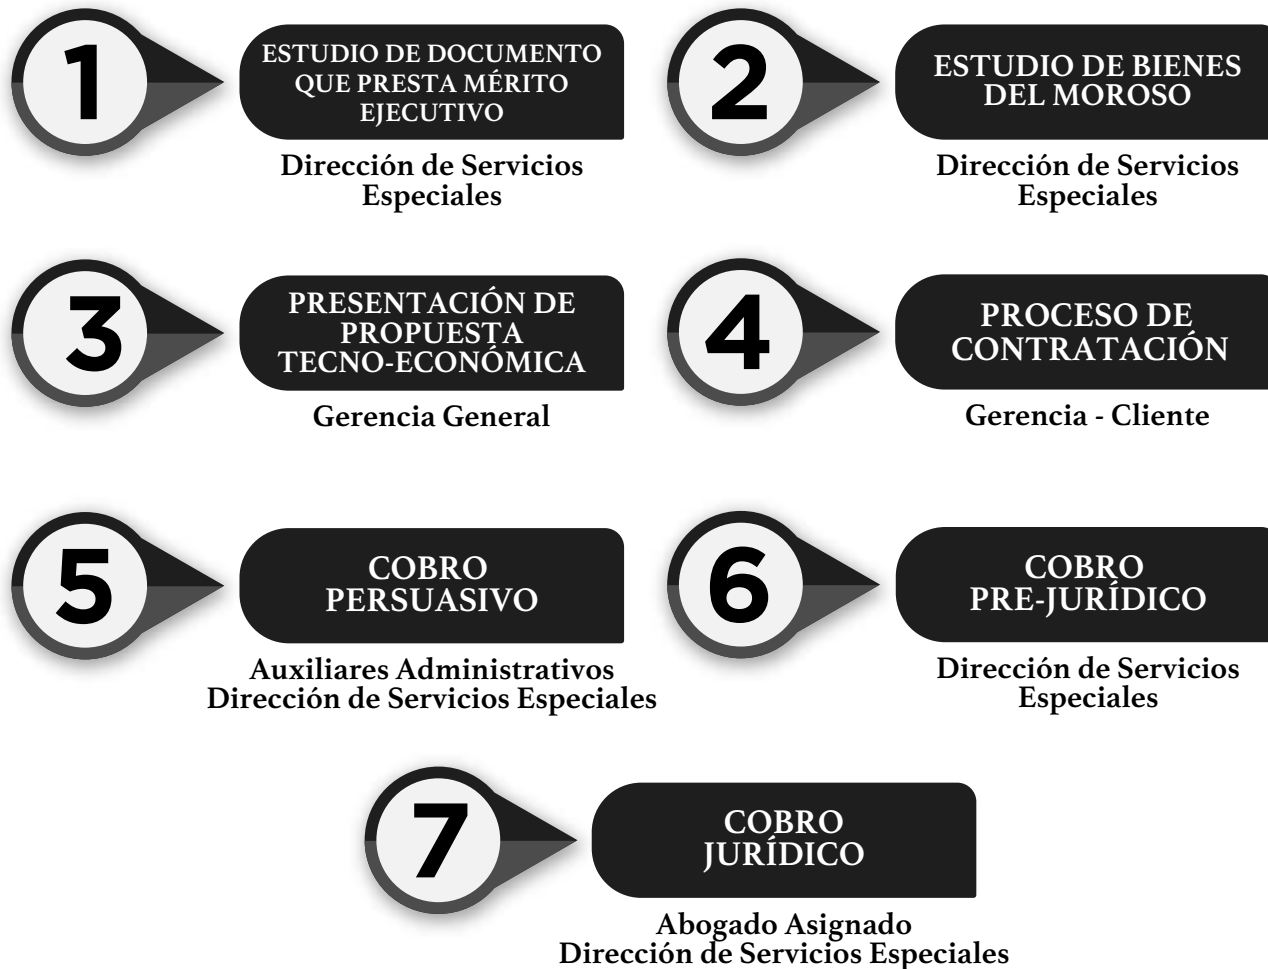 1
ESTUDIO DE DOCUMENTO
QUE PRESTA MÉRITO
EJECUTIVO
Dirección de Servicios
Especiales
2
ESTUDIO DE BIENES
DEL MOROSO
Dirección de Servicios
Especiales
3
PRESENTACIÓN DE
PROPUESTA
TECNO-ECONÓMICA
Gerencia General
4
PROCESO DE
CONTRATACIÓN
Gerencia - Cliente
5
COBRO
PERSUASIVO
Auxiliares Administrativos
Dirección de Servicios Especiales
6
COBRO
PRE-JURÍDICO
Dirección de Servicios
Especiales
7
COBRO
JURÍDICO
Abogado Asignado
Dirección de Servicios Especiales